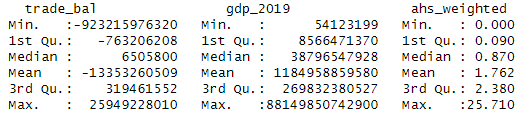 trade_bal gdp_2019 ahs_weighted
Min. :-923215976320 Min. : 54123199 Min. : 0.000
1st Qu.: -763206208 1st Qu.: 8566471370 1st Qu.: 0.090
Median : 6505800 Median : 38796547928 Median : 0.870
Mean : -13353260509 Mean : 1184958859580 Mean : 1.762
3rd Qu.: 319461552 3rd Qu.: 269832380527 3rd Qu.: 2.380
Max. : 25949228010 Max. :88149850742900 Max. :25.710